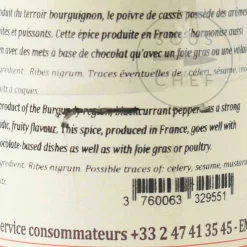 du terroir bourguignon, le poivre de cassis possède des arômes
et puissants. Cette épice produite en France harmonise aussi
avec des mets à base de chocolat qu'avec un foie gras ou une
Ingrédient: Ribes nigrum. Traces éventuelles de: céleri, sésame,
product of the Burgundy region, blackcurrant pepper has a strong
fruity flavour. This spice, produced in France, goes well with
chocolate-based dishes as well as with foie gras or poultry.
Ingredient: Ribes nigrum. Possible traces of: celery, sesame, mustard
3 760063 329551
service consommateurs +33 2 47 41 35 45 - E